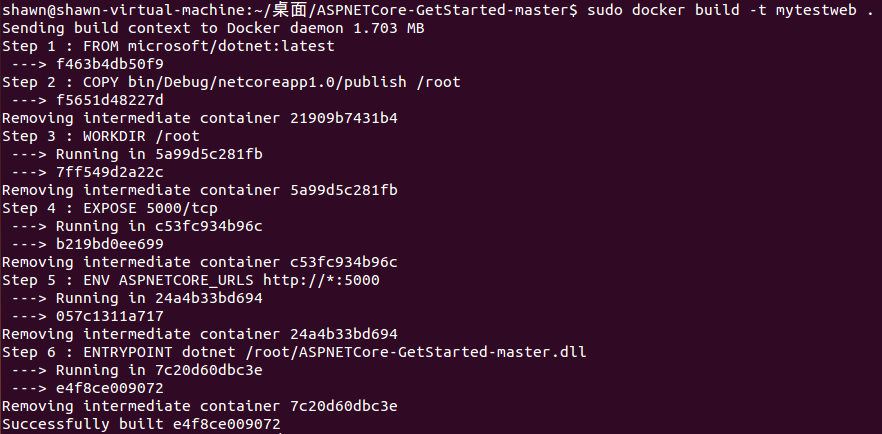 shawn@shawn-virtual-machine:~/桌面/ASPNETCore-GetStarted-master$ sudo docker build -t mytestweb .
Sending build context to Docker daemon 1.703 MB
Step 1 : FROM microsoft/dotnet:latest
 ---> f463b4db50f9
Step 2 : COPY bin/Debug/netcoreapp1.0/publish /root
 ---> f5651d48227d
Removing intermediate container 21909b7431b4
Step 3 : WORKDIR /root
 ---> Running in 5a99d5c281fb
 ---> 7ff549d2a22c
Removing intermediate container 5a99d5c281fb
Step 4 : EXPOSE 5000/tcp
 ---> Running in c53fc934b96c
 ---> b219bd0ee699
Removing intermediate container c53fc934b96c
Step 5 : ENV ASPNETCORE_URLS http://*:5000
 ---> Running in 24a4b33bd694
 ---> 057c1311a717
Removing intermediate container 24a4b33bd694
Step 6 : ENTRYPOINT dotnet /root/ASPNETCore-GetStarted-master.dll
 ---> Running in 7c20d60dbc3e
 ---> e4f8ce009072
Removing intermediate container 7c20d60dbc3e
Successfully built e4f8ce009072